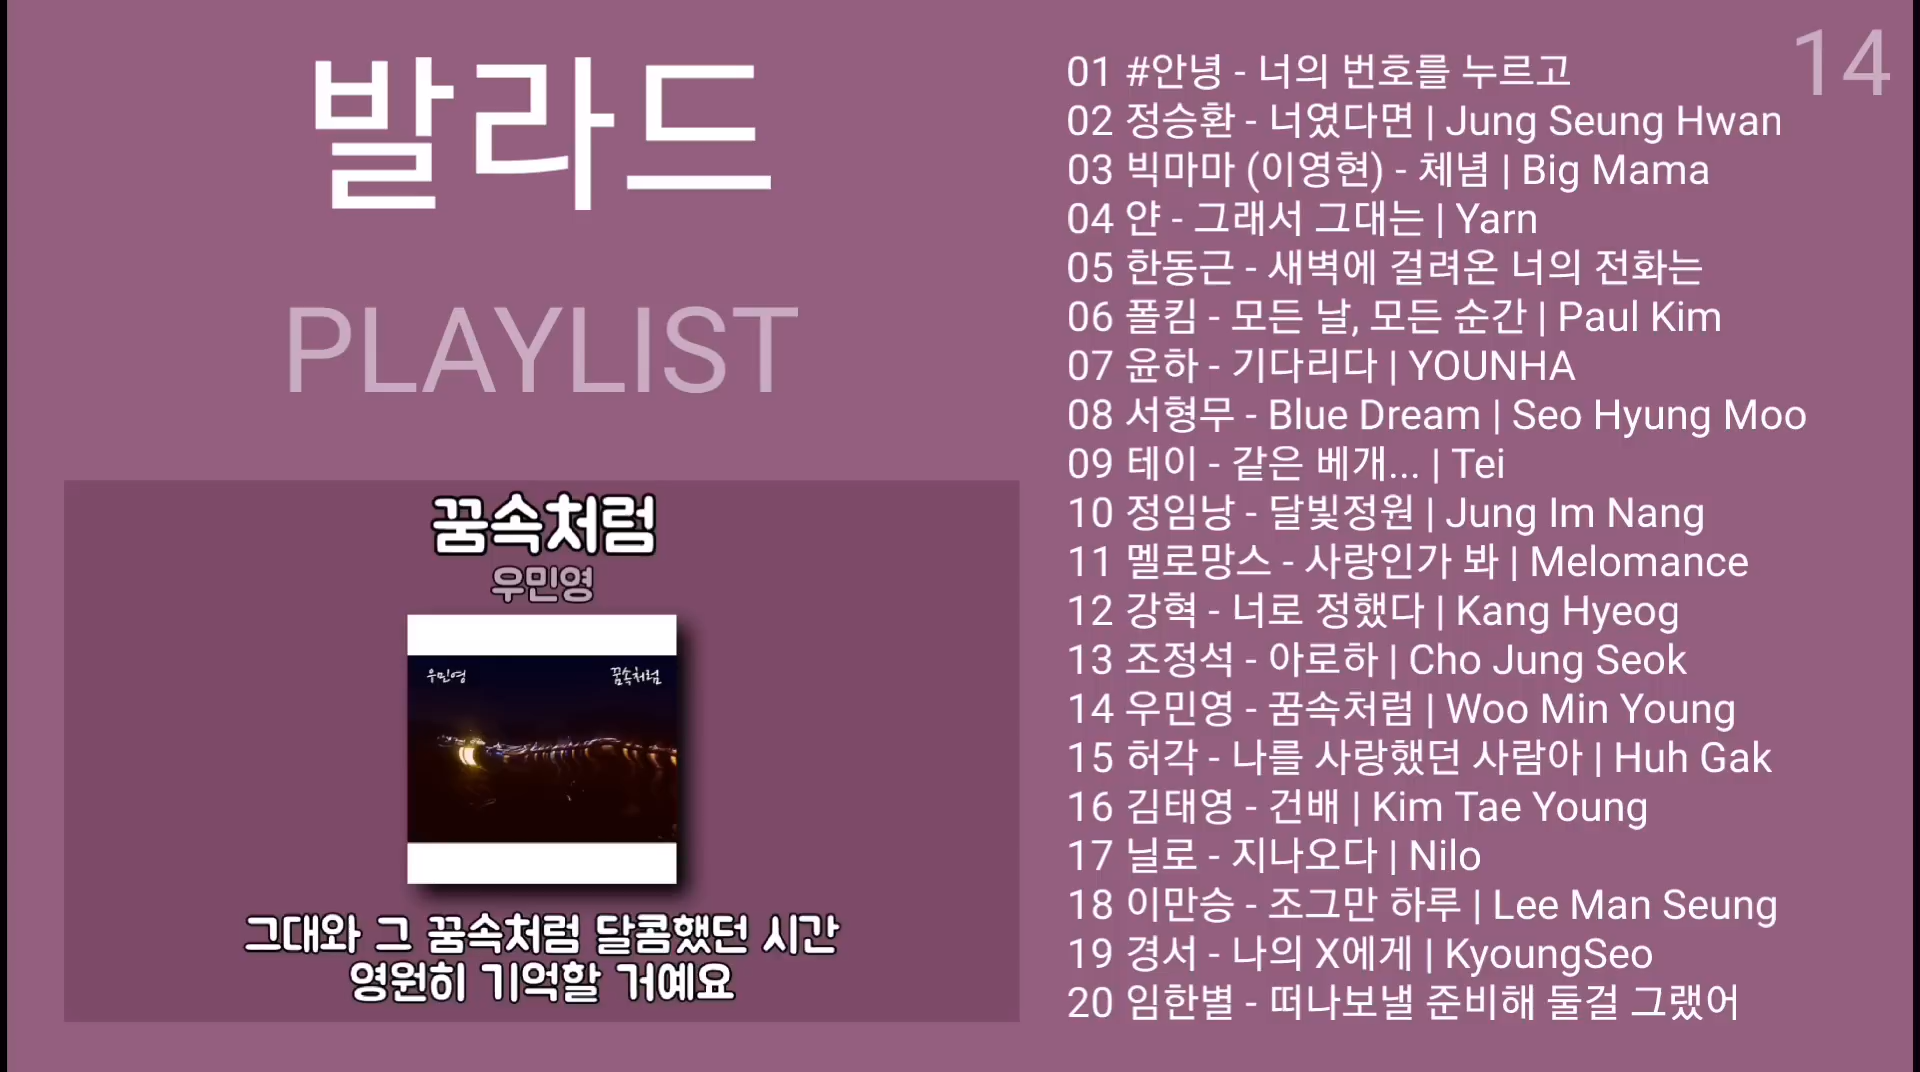 발라드
PLAYLIST
14
01 #안녕 - 너의 번호를 누르고
02 정승환 - 너였다면 | Jung Seung Hwan
03 빅마마 (이영현) - 체념 | Big Mama
04 얀 - 그래서 그대는 | Yarn
05 한동근 - 새벽에 걸려온 너의 전화는
06 폴킴 - 모든 날, 모든 순간 | Paul Kim
07 윤하 - 기다리다 | YOUNHA
08 서형무 - Blue Dream | Seo Hyung Moo
09 테이 - 같은 베개... | Tei
10 정임낭 - 달빛정원 | Jung Im Nang
11 멜로망스 - 사랑인가 봐 | Melomance
12 강혁 - 너로 정했다 | Kang Hyeog
13 조정석 - 아로하 | Cho Jung Seok
14 우민영 - 꿈속처럼 | Woo Min Young
15 허각 - 나를 사랑했던 사람아 | Huh Gak
16 김태영 - 건배 | Kim Tae Young
17 닐로 - 지나오다 | Nilo
18 이만승 - 조그만 하루 | Lee Man Seung
19 경서 - 나의 X에게 | KyoungSeo
20 임한별 - 떠나보낼 준비해 둘걸 그랬어
꿈속처럼
우민영
우민영 꿈속처럼
그대와 그 꿈속처럼 달콤했던 시간
영원히 기억할 거예요